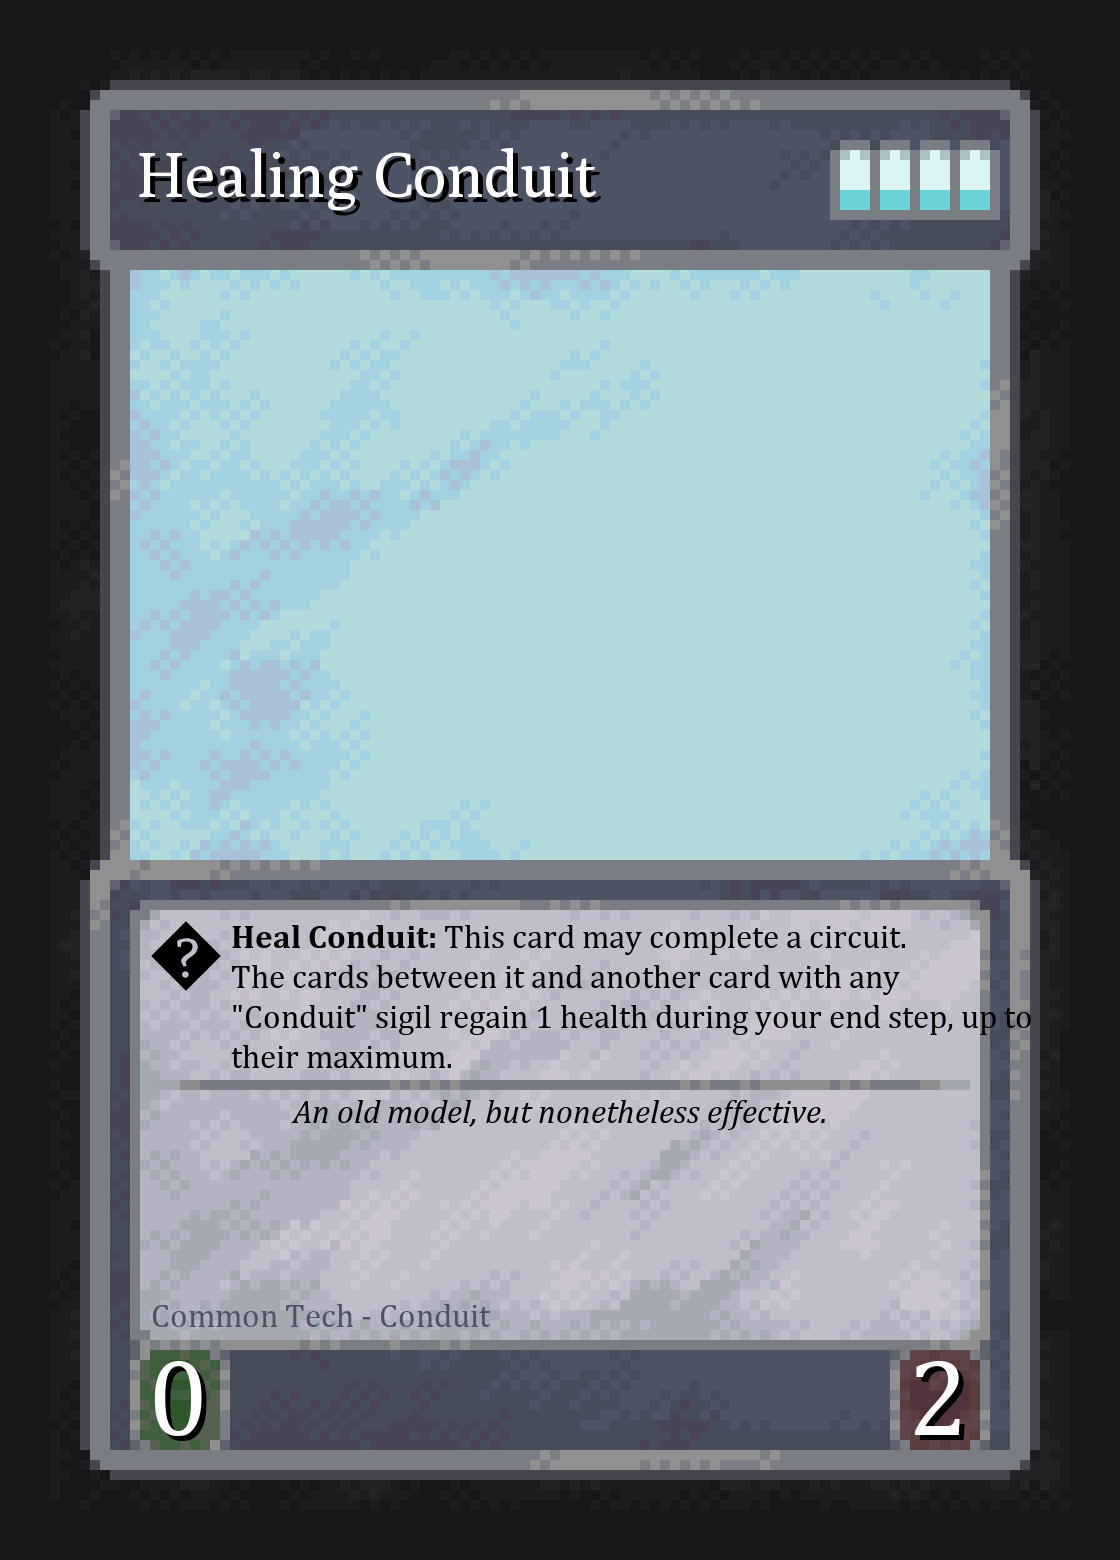 Healing Conduit
?
Heal Conduit: This card may complete a circuit.
The cards between it and another card with any
"Conduit" sigil regain 1 health during your end step, up to
their maximum.
An old model, but nonetheless effective.
Common Tech - Conduit
0
2